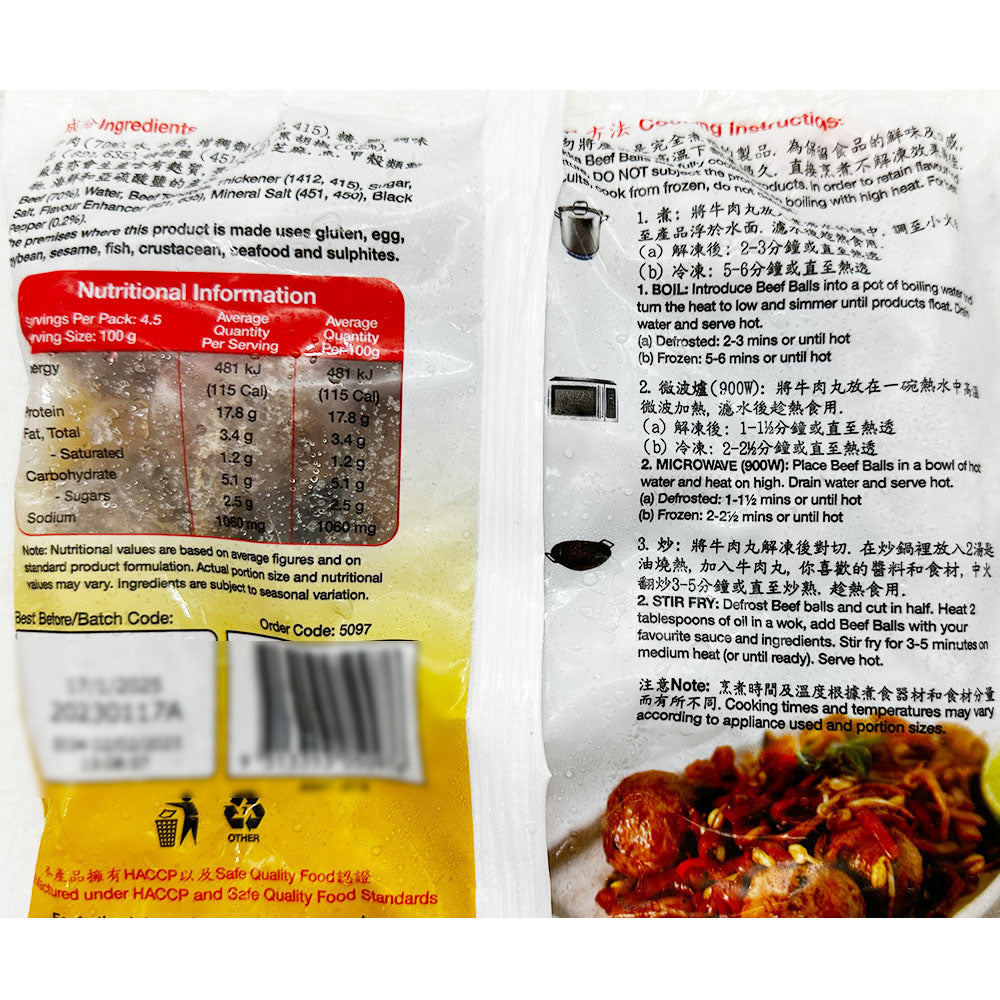 成分Ingredients
Beef (70%), Water, Beef
thickener (1412, 415), sugar,
Salt, Flavour Enhancer
Mineral Salt (451, 450), Black
pepper (0.2%).
he premises where this product is made uses gluten, egg,
ybean, sesame, fish, crustacean, seafood and sulphites.
Nutritional Information
ervings Per Pack: 4.5
erving Size: 100 g
Average Quantity Per Serving
Average Quantity Per 100g
ergy 481 kJ 481 kJ
(115 Cal) (115 Cal)
Protein 17.8 g 17.8 g
Fat, Total 3.4 g 3.4 g
- Saturated 1.2 g 1.2 g
Carbohydrate 5.1 g 5.1 g
- Sugars 2.5 g 2.5 g
Sodium 1060 mg 1060 mg
Note: Nutritional values are based on average figures and on
standard product formulation. Actual portion size and nutritional
values may vary. Ingredients are subject to seasonal variation.
Best Before/Batch Code:
Order Code: 5097
17/1/2025
20230117A
OTHER
本產品擁有HACCP以及Safe Quality Food認證
actured under HACCP and Safe Quality Food Standards
方法 Cooking Instructions:
DO NOT subject the products
in order to retain flavour
cook from frozen, do not
boiling with high heat. For
1. 煮: 將牛肉丸放
至產品浮於水面. 濾水後趁熱食用.
(a) 解凍後: 2-3分鐘或直至熱透
(b) 冷凍: 5-6分鐘或直至熱透
1. BOIL: Introduce Beef Balls into a pot of boiling water
turn the heat to low and simmer until products float. Drain
water and serve hot.
(a) Defrosted: 2-3 mins or until hot
(b) Frozen: 5-6 mins or until hot
2. 微波爐(900W): 將牛肉丸放在一碗熱水中高溫
微波加熱, 濾水後趁熱食用.
(a) 解凍後: 1-1½分鐘或直至熱透
(b) 冷凍: 2-2½分鐘或直至熱透
2. MICROWAVE (900W): Place Beef Balls in a bowl of hot
water and heat on high. Drain water and serve hot.
(a) Defrosted: 1-1½ mins or until hot
(b) Frozen: 2-2½ mins or until hot
3. 炒: 將牛肉丸解凍後對切. 在炒鍋裡放入2湯匙
油燒熱, 加入牛肉丸, 你喜歡的醬料和食材, 中火
翻炒3-5分鐘或直至炒熟. 趁熱食用.
2. STIR FRY: Defrost Beef balls and cut in half. Heat 2
tablespoons of oil in a wok, add Beef Balls with your
favourite sauce and ingredients. Stir fry for 3-5 minutes on
medium heat (or until ready). Serve hot.
注意Note: 烹煮時間及溫度根據煮食器材和食材分量
而有所不同. Cooking times and temperatures may vary
according to appliance used and portion sizes.